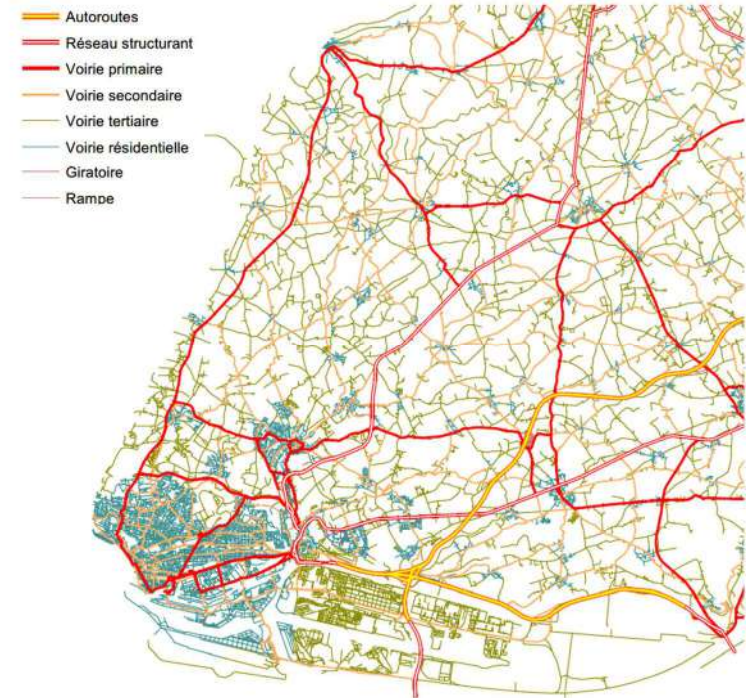 Autoroutes
Réseau structurant
Voirie primaire
Voirie secondaire
Voirie tertiaire
Voirie résidentielle
Giratoire
Rampe